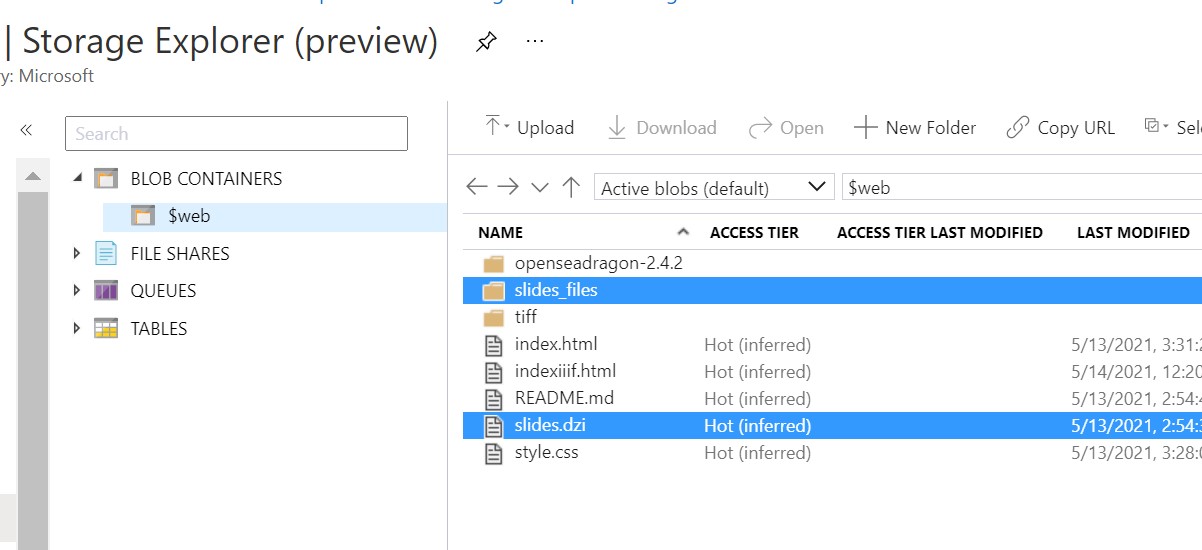 | Storage Explorer (preview)
y: Microsoft
Search
BLOB CONTAINERS
$web
FILE SHARES
QUEUES
TABLES
Upload Download Open New Folder Copy URL Sel
Active blobs (default) $web
NAME ACCESS TIER ACCESS TIER LAST MODIFIED LAST MODIFIED
openseadragon-2.4.2
slides_files
tiff
index.html Hot (inferred) 5/13/2021, 3:31:2
indexiiif.html Hot (inferred) 5/14/2021, 12:20
README.md Hot (inferred) 5/13/2021, 2:54:4
slides.dzi Hot (inferred) 5/13/2021, 2:54:3
style.css Hot (inferred) 5/13/2021, 3:28:0